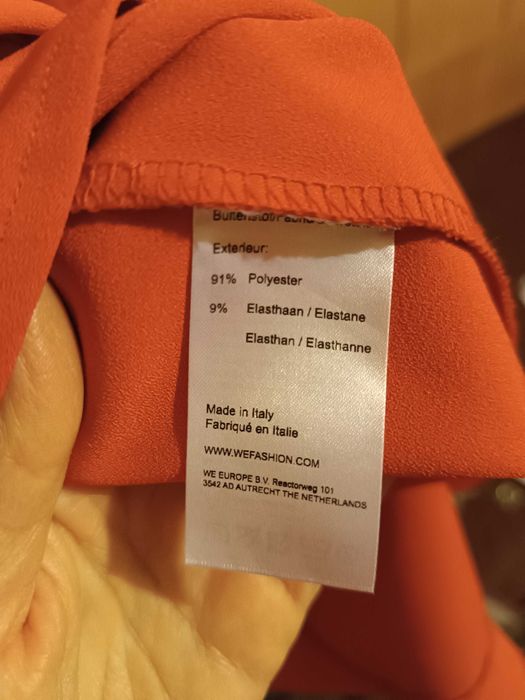 Exterieur:
91% Polyester
9% Elasthaan / Elastane
Elasthan / Elasthanne
Made in Italy
Fabriqué en Italie
WWW.WEFASHION.COM
WE EUROPE B.V. Reactorweg 101
3542 AD AUTRECHT THE NETHERLANDS